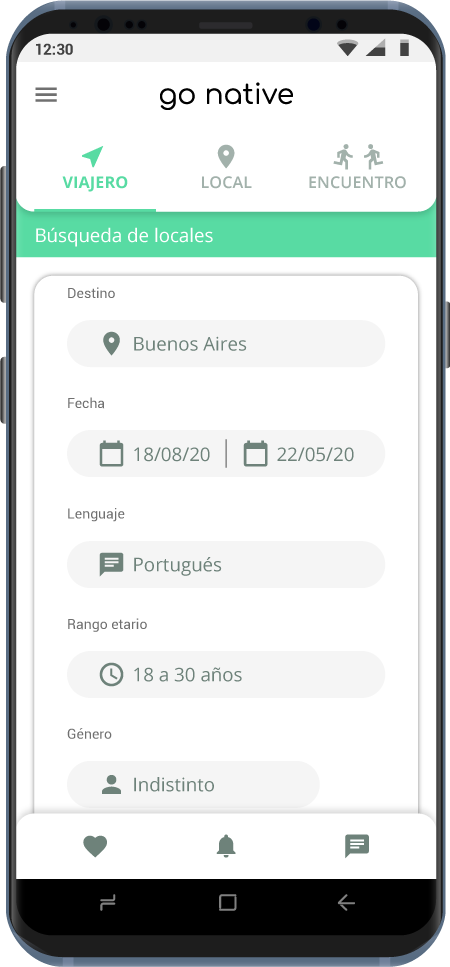 12:30
go native
VIAJERO LOCAL ENCUENTRO
Búsqueda de locales
Destino
Buenos Aires
Fecha
18/08/20 | 22/05/20
Lenguaje
Portugués
Rango etario
18 a 30 años
Género
Indistinto